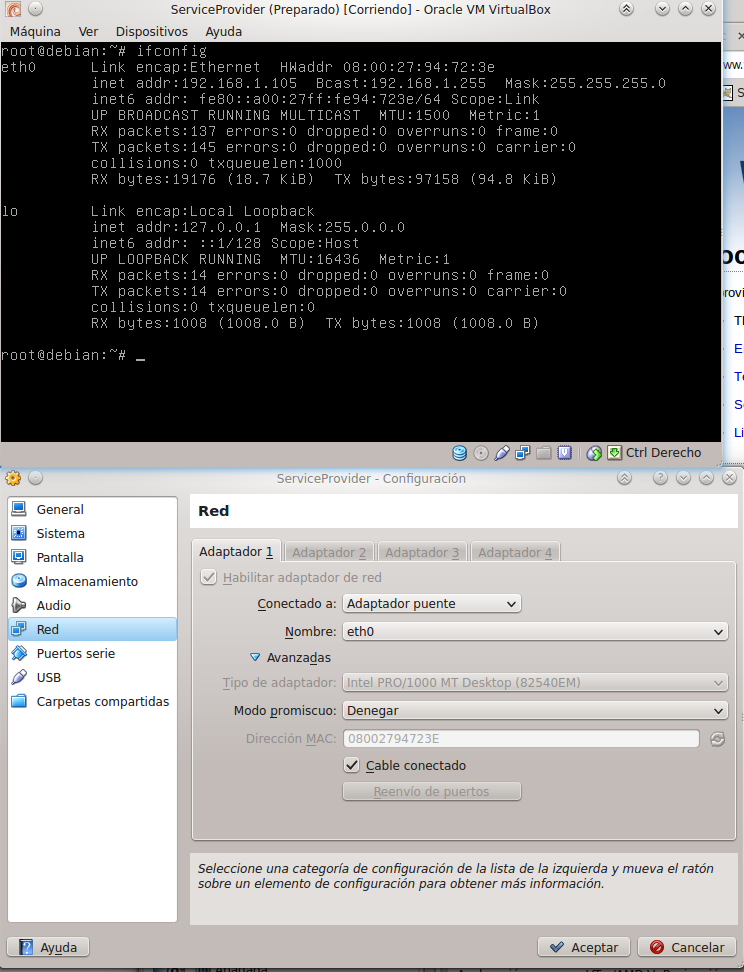 ServiceProvider (Preparado) [Corriendo] - Oracle VM VirtualBox
Máquina Ver Dispositivos Ayuda
root@debian:~# ifconfig
eth0 Link encap:Ethernet HWaddr 08:00:27:94:72:3e
inet addr:192.168.1.105 Bcast:192.168.1.255 Mask:255.255.255.0
inet6 addr: fe80::a00:27ff:fe94:723e/64 Scope:Link
UP BROADCAST RUNNING MULTICAST MTU:1500 Metric:1
RX packets:137 errors:0 dropped:0 overruns:0 frame:0
TX packets:145 errors:0 dropped:0 overruns:0 carrier:0
collisions:0 txqueuelen:1000
RX bytes:19176 (18.7 KiB) TX bytes:97158 (94.8 KiB)
lo Link encap:Local Loopback
inet addr:127.0.0.1 Mask:255.0.0.0
inet6 addr: ::1/128 Scope:Host
UP LOOPBACK RUNNING MTU:16436 Metric:1
RX packets:14 errors:0 dropped:0 overruns:0 frame:0
TX packets:14 errors:0 dropped:0 overruns:0 carrier:0
collisions:0 txqueuelen:0
RX bytes:1008 (1008.0 B) TX bytes:1008 (1008.0 B)
root@debian:~# _
Ctrl Derecho
ServiceProvider - Configuración
General
Sistema
Pantalla
Almacenamiento
Audio
Red
Puertos serie
USB
Carpetas compartidas
Red
Adaptador 1 Adaptador 2 Adaptador 3 Adaptador 4
Habilitar adaptador de red
Conectado a: Adaptador puente
Nombre: eth0
Avanzadas
Tipo de adaptador: Intel PRO/1000 MT Desktop (82540EM)
Modo promiscuo: Denegar
Dirección MAC: 08002794723E
Cable conectado
Reenvío de puertos
Seleccione una categoría de configuración de la lista de la izquierda y mueva el ratón
sobre un elemento de configuración para obtener más información.
Ayuda Aceptar Cancelar